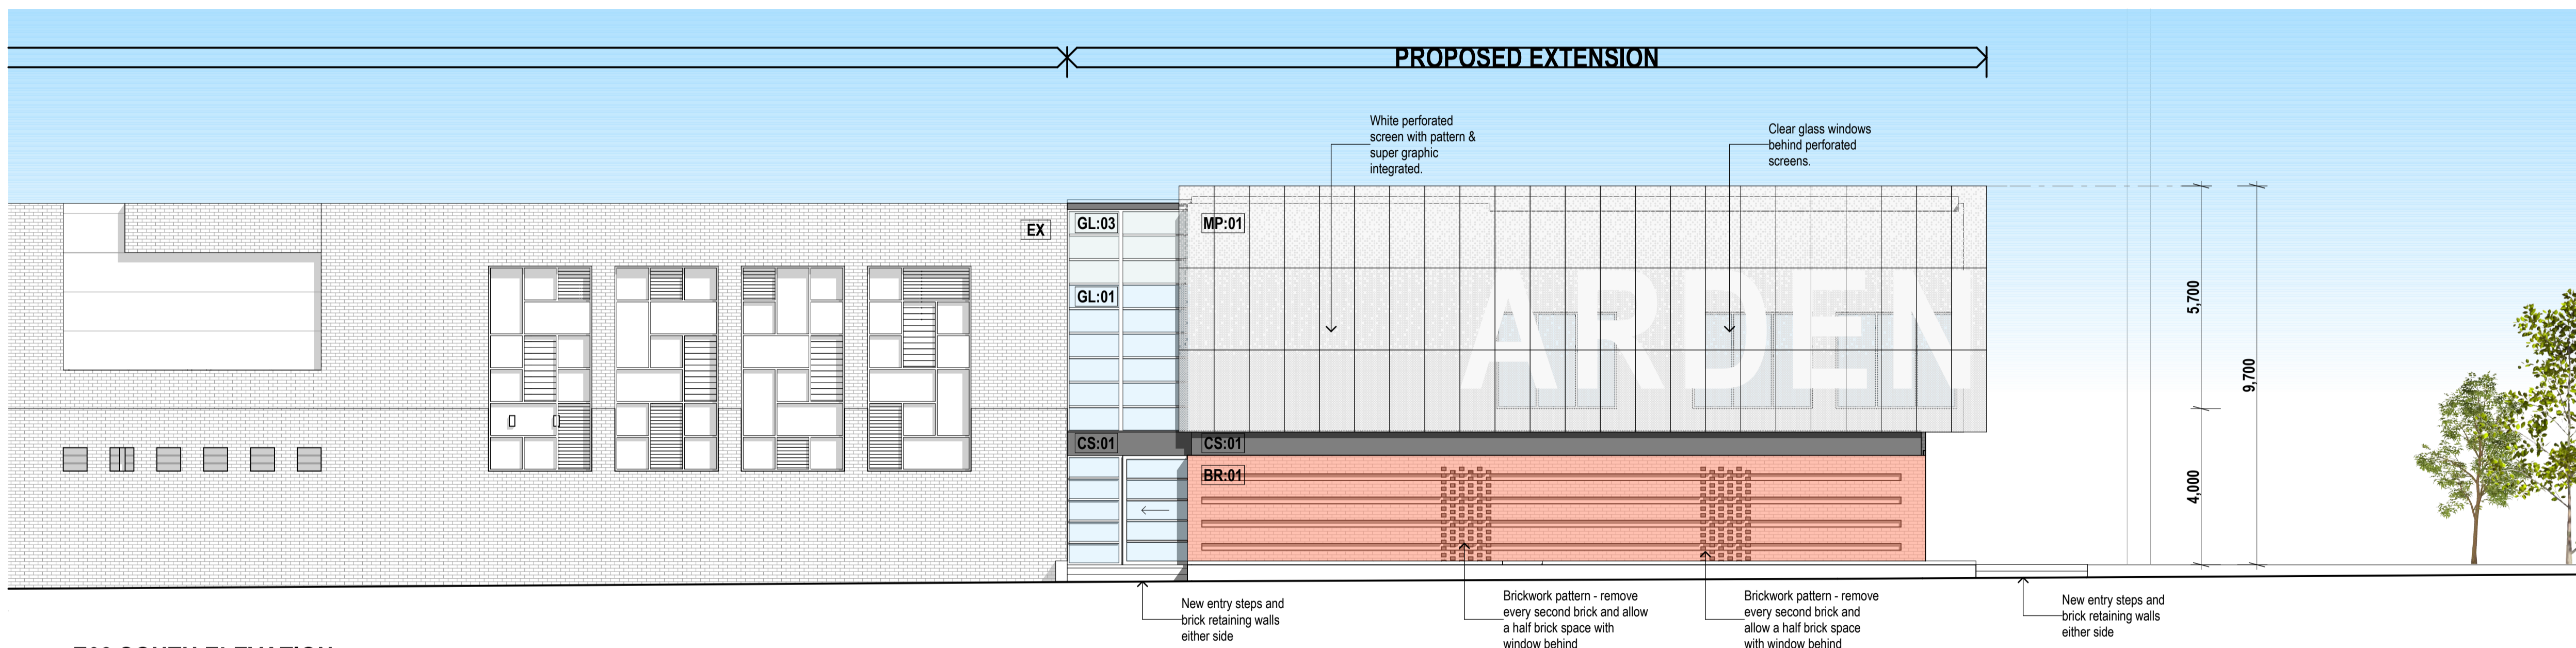 PROPOSED EXTENSION
White perforated
screen with pattern &
super graphic
integrated.
Clear glass windows
behind perforated
screens.
EX
GL:03
MP:01
GL:01
ARDEN
5,700
9,700
CS:01
CS:01
BR:01
4,000
New entry steps and
brick retaining walls
either side
Brickwork pattern - remove
every second brick and allow
a half brick space with
window behind
Brickwork pattern - remove
every second brick and
allow a half brick space
with window behind
New entry steps and
brick retaining walls
either side
SOUTH ELEVATION